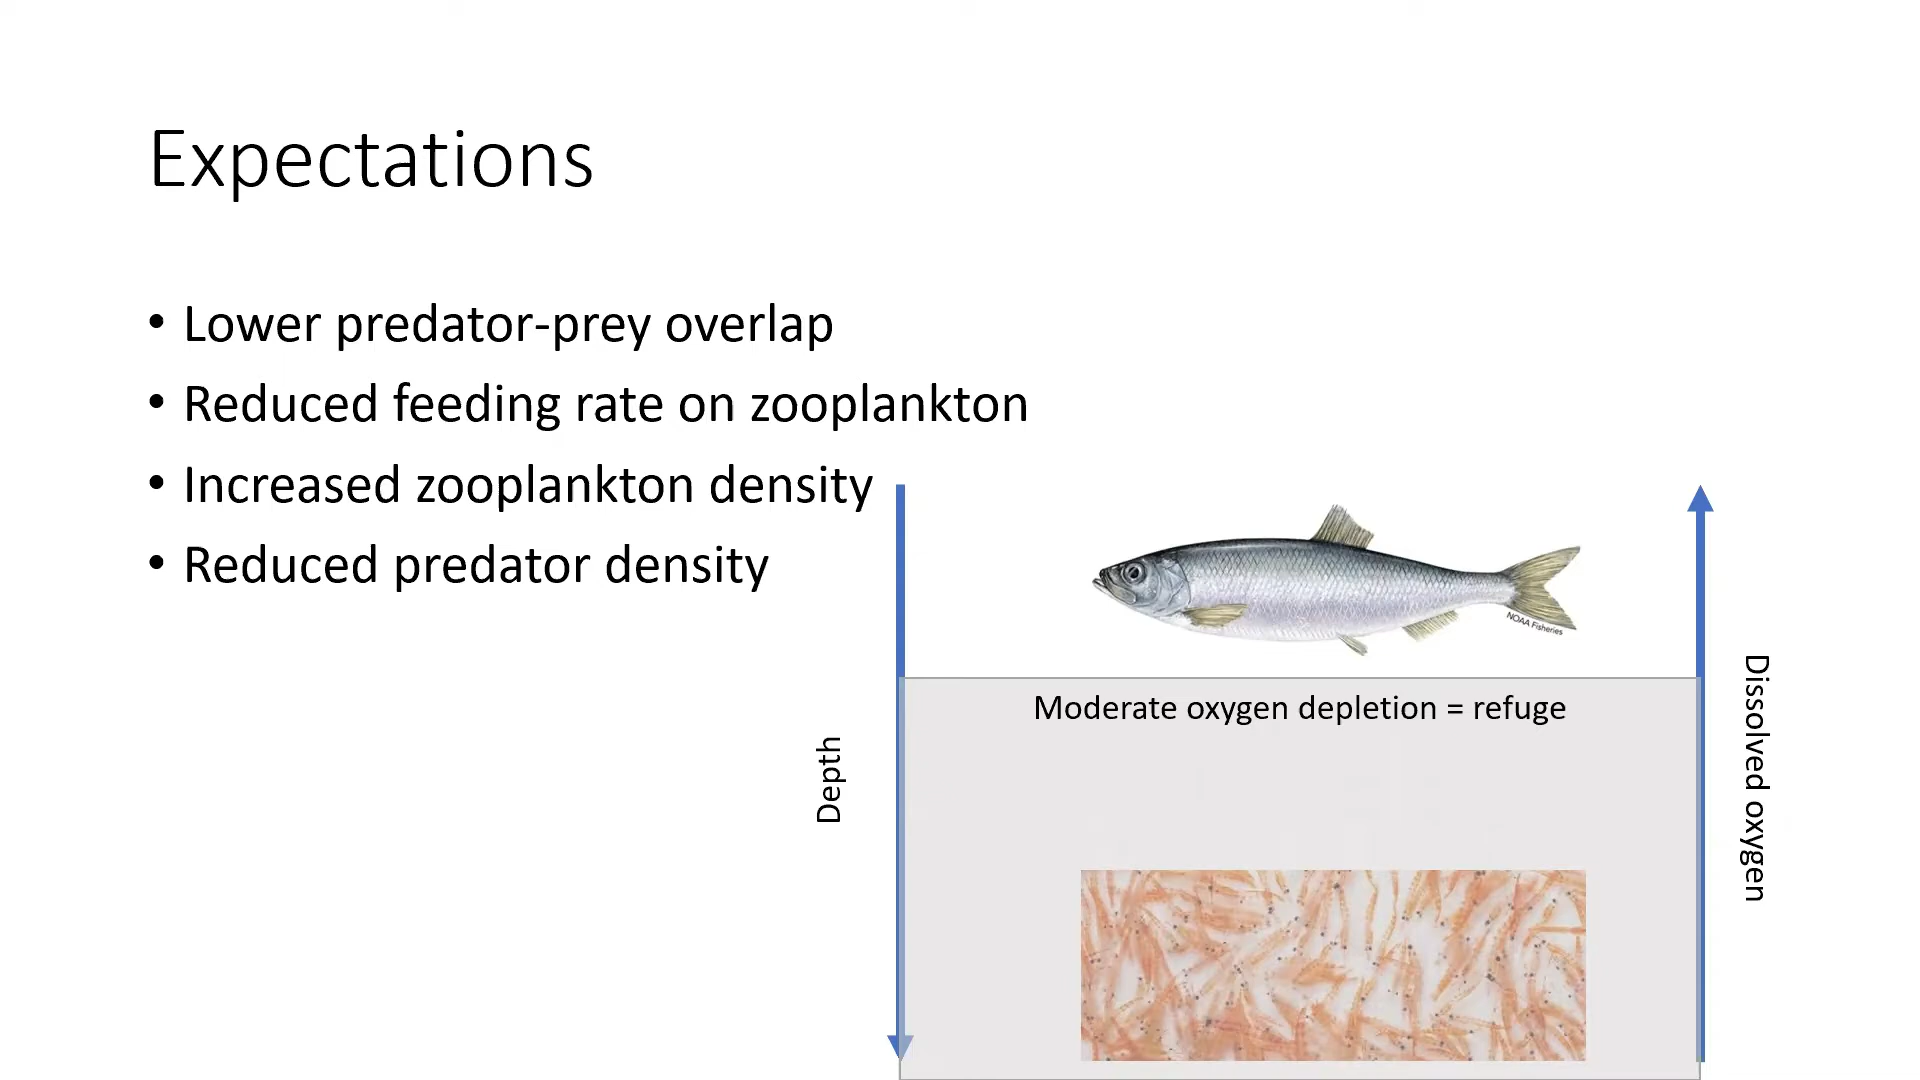 Expectations
• Lower predator-prey overlap
• Reduced feeding rate on zooplankton
• Increased zooplankton density
• Reduced predator density
NOAA Fisheries
Moderate oxygen depletion = refuge
Depth
Dissolved oxygen